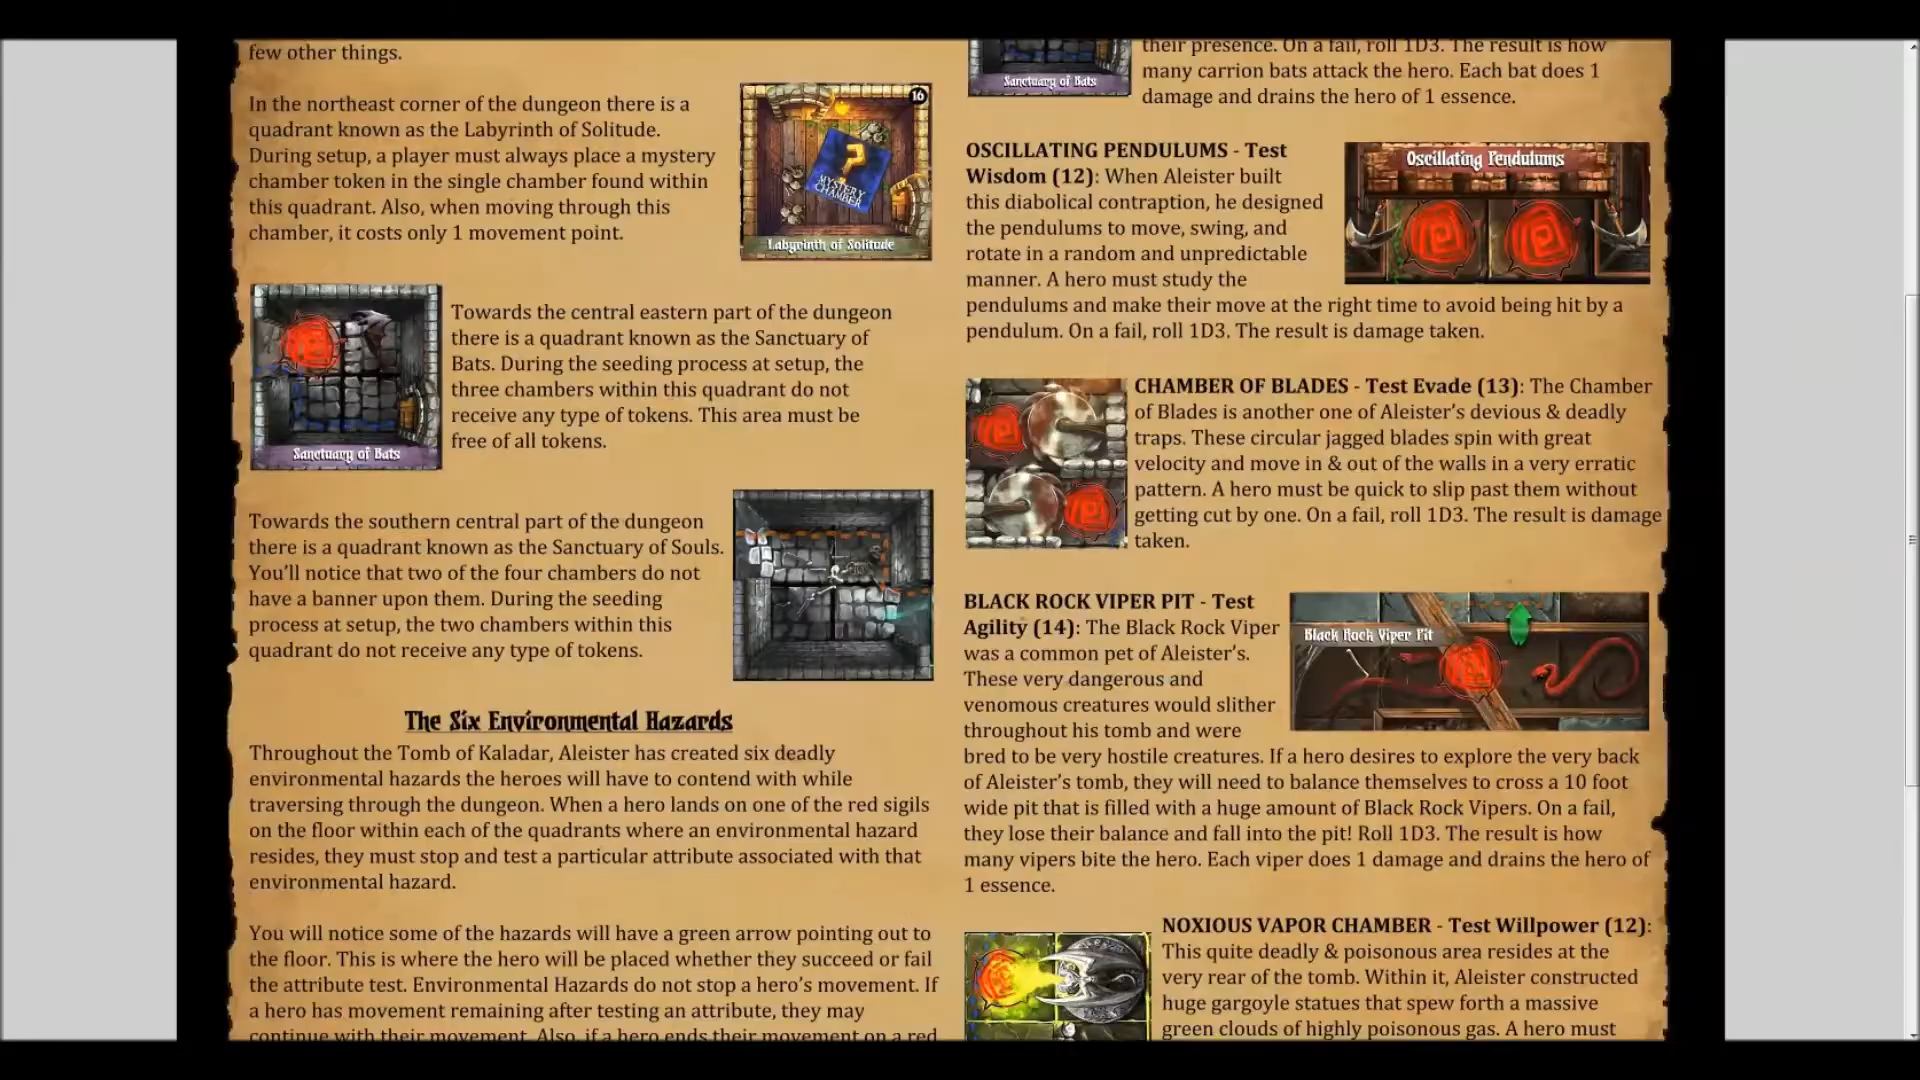 few other things.
In the northeast corner of the dungeon there is a
quadrant known as the Labyrinth of Solitude.
During setup, a player must always place a mystery
chamber token in the single chamber found within
this quadrant. Also, when moving through this
chamber, it costs only 1 movement point.
16
MYSTERY
CHAMBER
Labyrinth of Solitude
Sanctuary of Bats
Towards the central eastern part of the dungeon
there is a quadrant known as the Sanctuary of
Bats. During the seeding process at setup, the
three chambers within this quadrant do not
receive any type of tokens. This area must be
free of all tokens.
Towards the southern central part of the dungeon
there is a quadrant known as the Sanctuary of Souls.
You'll notice that two of the four chambers do not
have a banner upon them. During the seeding
process at setup, the two chambers within this
quadrant do not receive any type of tokens.
The Six Environmental Hazards
Throughout the Tomb of Kaladar, Aleister has created six deadly
environmental hazards the heroes will have to contend with while
traversing through the dungeon. When a hero lands on one of the red sigils
on the floor within each of the quadrants where an environmental hazard
resides, they must stop and test a particular attribute associated with that
environmental hazard.
You will notice some of the hazards will have a green arrow pointing out to
the floor. This is where the hero will be placed whether they succeed or fail
the attribute test. Environmental Hazards do not stop a hero's movement. If
a hero has movement remaining after testing an attribute, they may
continue with their movement. Also, if a hero ends their movement on a red
Sanctuary of Bats
their presence. On a fail, roll 1D3. The result is how
many carrion bats attack the hero. Each bat does 1
damage and drains the hero of 1 essence.
OSCILLATING PENDULUMS - Test
Wisdom (12): When Aleister built
this diabolical contraption, he designed
the pendulums to move, swing, and
rotate in a random and unpredictable
manner. A hero must study the
pendulums and make their move at the right time to avoid being hit by a
pendulum. On a fail, roll 1D3. The result is damage taken.
Oscillating Pendulums
CHAMBER OF BLADES - Test Evade (13): The Chamber
of Blades is another one of Aleister's devious & deadly
traps. These circular jagged blades spin with great
velocity and move in & out of the walls in a very erratic
pattern. A hero must be quick to slip past them without
getting cut by one. On a fail, roll 1D3. The result is damage
taken.
BLACK ROCK VIPER PIT - Test
Agility (14): The Black Rock Viper
was a common pet of Aleister's.
These very dangerous and
venomous creatures would slither
throughout his tomb and were
bred to be very hostile creatures. If a hero desires to explore the very back
of Aleister's tomb, they will need to balance themselves to cross a 10 foot
wide pit that is filled with a huge amount of Black Rock Vipers. On a fail,
they lose their balance and fall into the pit! Roll 1D3. The result is how
many vipers bite the hero. Each viper does 1 damage and drains the hero of
1 essence.
Black Rock Viper Pit
NOXIOUS VAPOR CHAMBER - Test Willpower (12):
This quite deadly & poisonous area resides at the
very rear of the tomb. Within it, Aleister constructed
huge gargoyle statues that spew forth a massive
green clouds of highly poisonous gas. A hero must